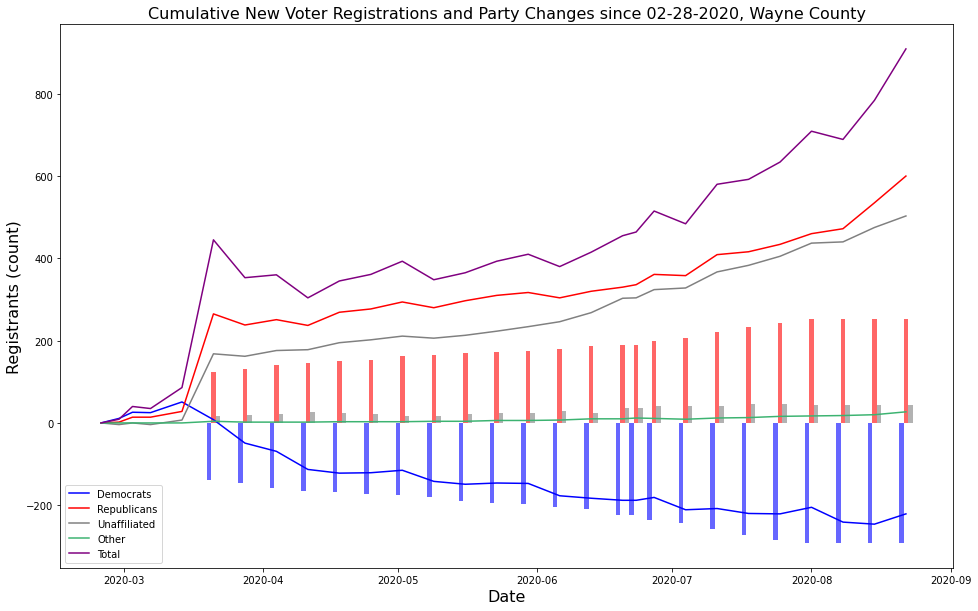 Cumulative New Voter Registrations and Party Changes since 02-28-2020, Wayne County
Registrants (count)
800
600
400
200
0
−200
Democrats
Republicans
Unaffiliated
Other
Total
2020-03
2020-04
2020-05
2020-06
2020-07
2020-08
2020-09
Date